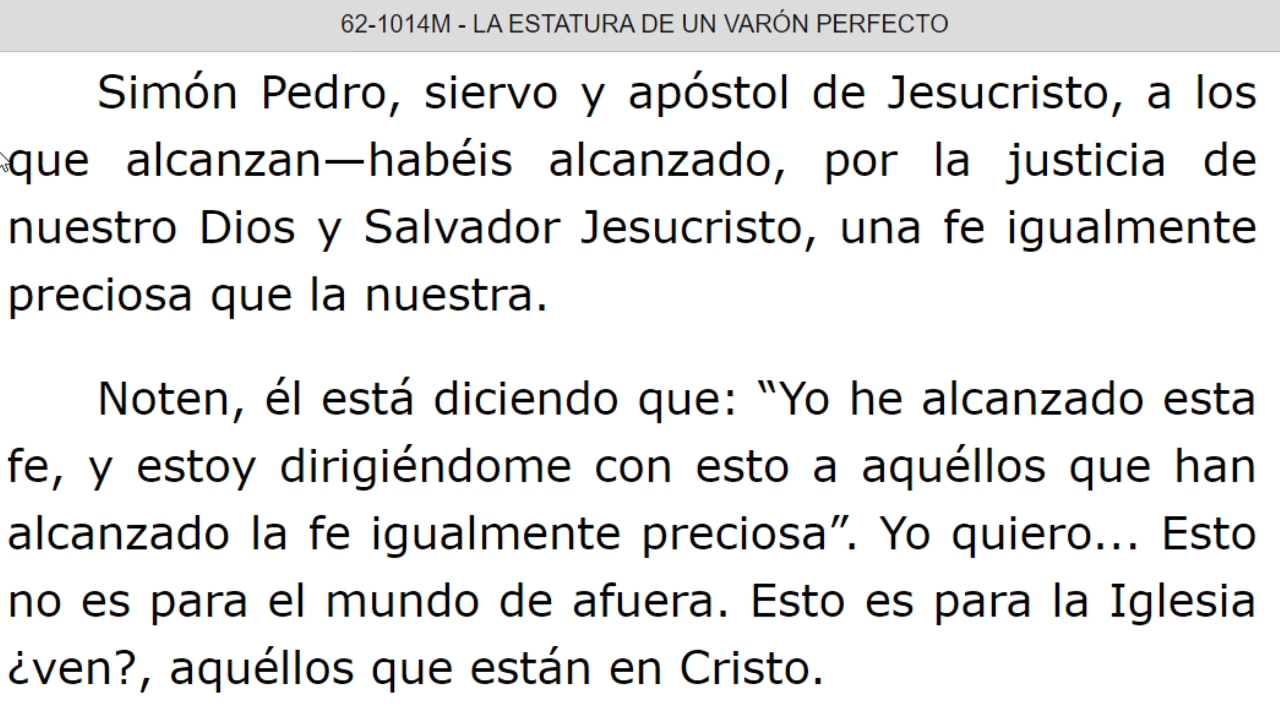 62-1014M - LA ESTATURA DE UN VARÓN PERFECTO
Simón Pedro, siervo y apóstol de Jesucristo, a los
que alcanzan—habéis alcanzado, por la justicia de
nuestro Dios y Salvador Jesucristo, una fe igualmente
preciosa que la nuestra.
Noten, él está diciendo que: “Yo he alcanzado esta
fe, y estoy dirigiéndome con esto a aquéllos que han
alcanzado la fe igualmente preciosa”. Yo quiero... Esto
no es para el mundo de afuera. Esto es para la Iglesia
¿ven?, aquéllos que están en Cristo.